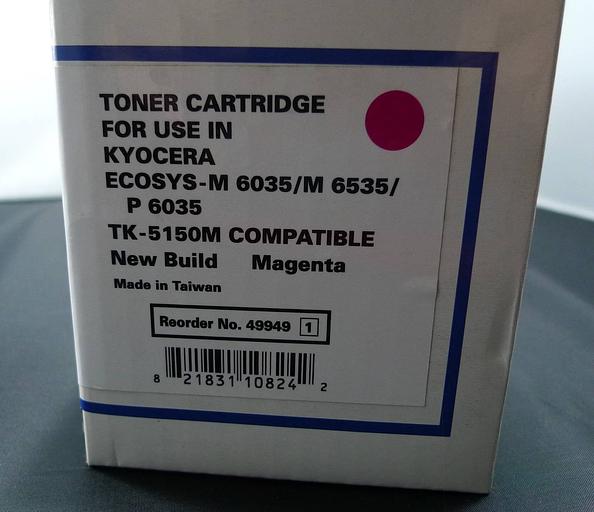 TONER CARTRIDGE
FOR USE IN
KYOCERA
ECOSYS-M 6035/M 6535/
P 6035
TK-5150M COMPATIBLE
New Build Magenta
Made in Taiwan
Reorder No. 49949 1
8 21831 10824 2